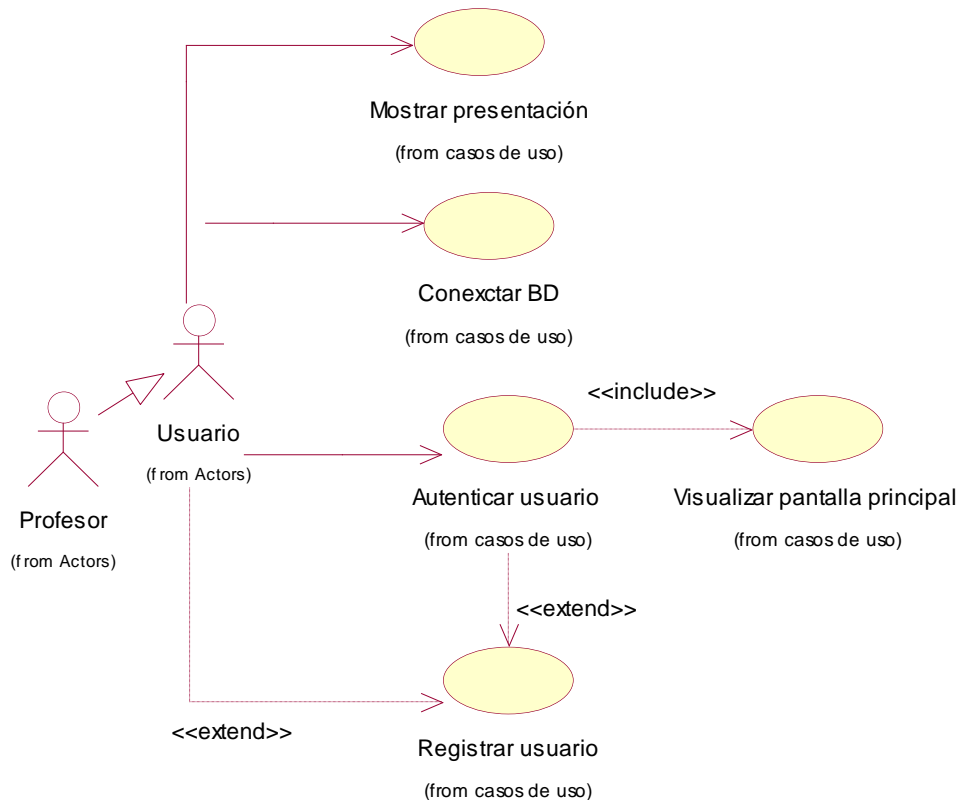 Mostrar presentación
(from casos de uso)
Conexctar BD
(from casos de uso)
<<include>>
Usuario
(from Actors)
Autenticar usuario
(from casos de uso)
Visualizar pantalla principal
(from casos de uso)
Profesor
(from Actors)
<<extend>>
<<extend>>
Registrar usuario
(from casos de uso)